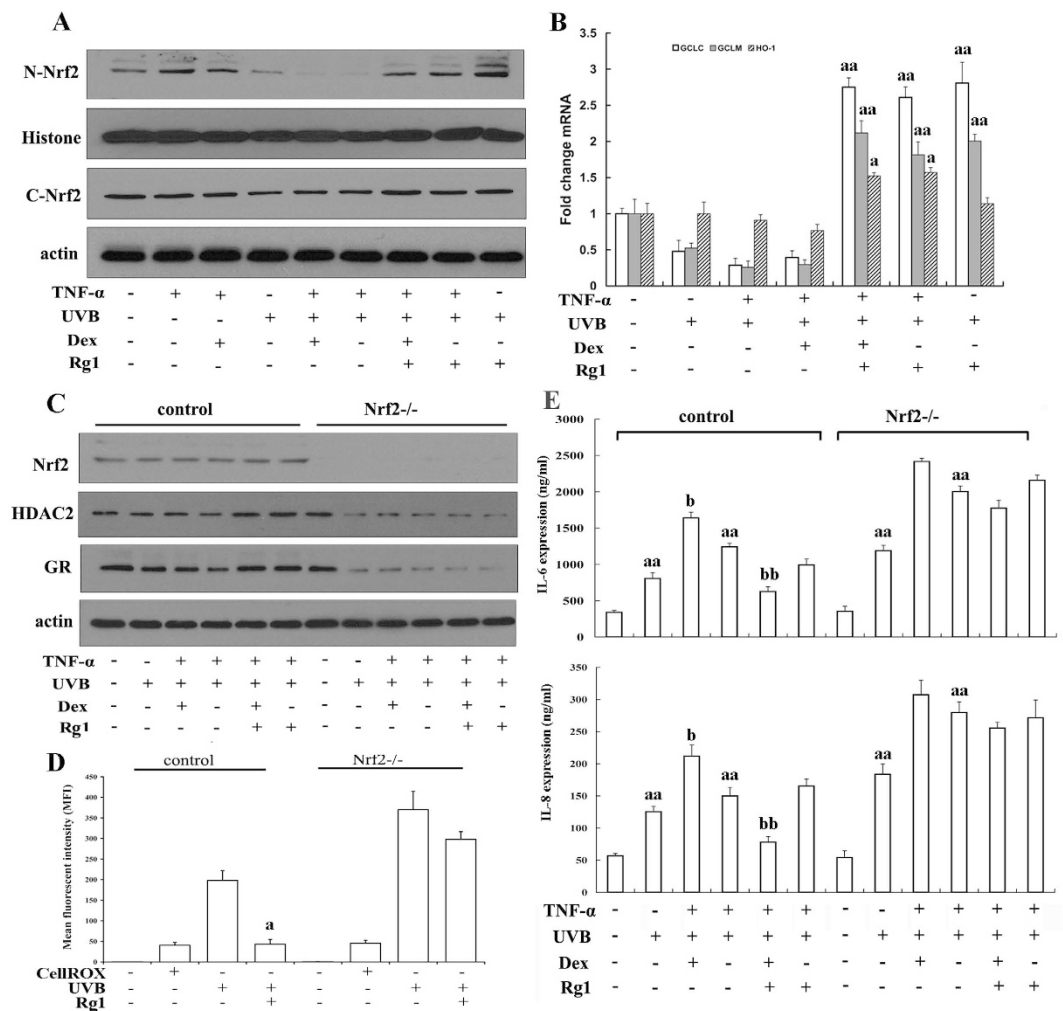 A
N-Nrf2
Histone
C-Nrf2
actin
TNF-α - + + - + + + + -
UVB - - - + + + + + +
Dex - - + - + - + - -
Rg1 - - - - - - + + +
B
GCLC GCLM HO-1
Fold change mRNA
4
3.5
3
2.5
2
1.5
1
0.5
0
aa aa aa
aa aa aa
a a
TNF-α - - + + + + -
UVB - + + + + + +
Dex - - - + + - -
Rg1 - - - - + + +
C
control Nrf2-/-
Nrf2
HDAC2
GR
actin
TNF-α - - + + + + - - + + + +
UVB - + + + + + - + + + + +
Dex - - + - + - - - + - + -
Rg1 - - - - + + - - - - + +
D
control Nrf2-/-
Mean fluorescent intensity (MFI)
450
400
350
300
250
200
150
100
50
0
a
CellROX - + - - - + - -
UVB - - + + - - + +
Rg1 - - - + - - - +
E
control Nrf2-/-
IL-6 expression (ng/ml)
3000
2500
2000
1500
1000
500
0
aa b aa bb aa aa
IL-8 expression (ng/ml)
350
300
250
200
150
100
50
0
aa b aa bb aa aa
TNF-α - - + + + + - - + + + +
UVB - + + + + + - + + + + +
Dex - - + - + - - - + - + -
Rg1 - - - - + + - - - - + +